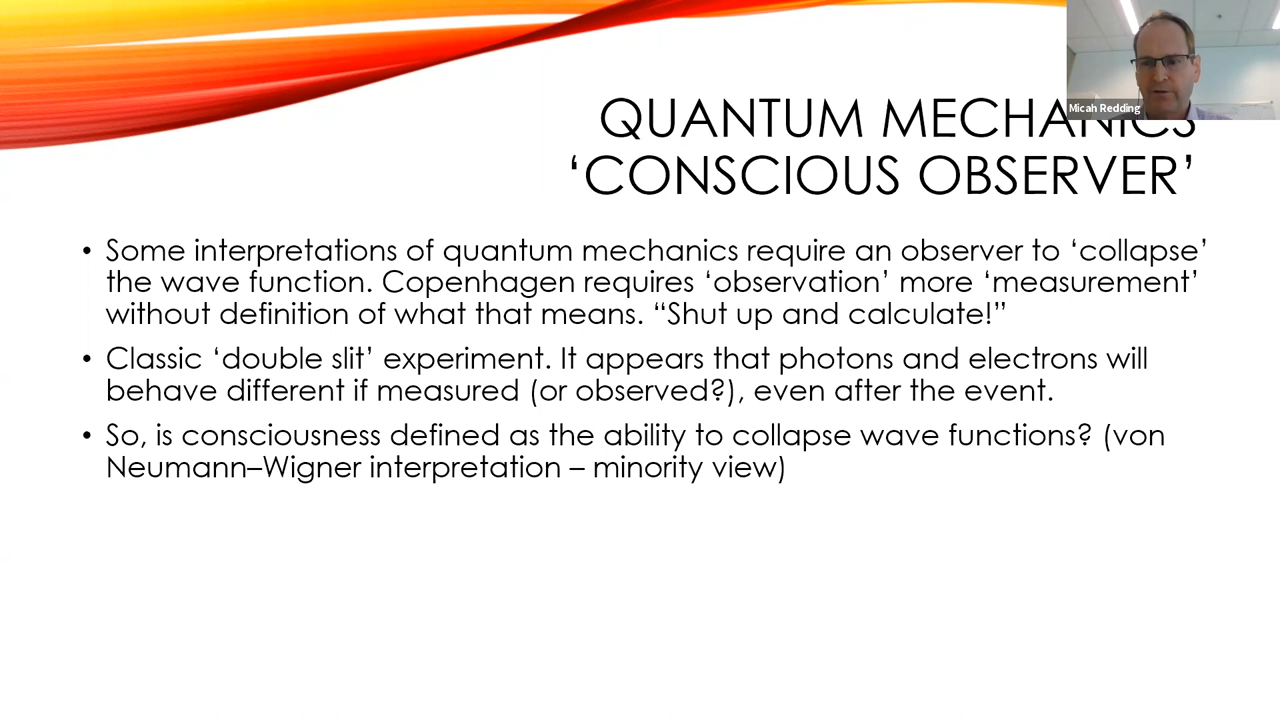 Micah Redding
QUANTUM MECHANICS
‘CONSCIOUS OBSERVER’
• Some interpretations of quantum mechanics require an observer to ‘collapse’
the wave function. Copenhagen requires ‘observation’ more ‘measurement’
without definition of what that means. “Shut up and calculate!”
• Classic ‘double slit’ experiment. It appears that photons and electrons will
behave different if measured (or observed?), even after the event.
• So, is consciousness defined as the ability to collapse wave functions? (von
Neumann–Wigner interpretation – minority view)